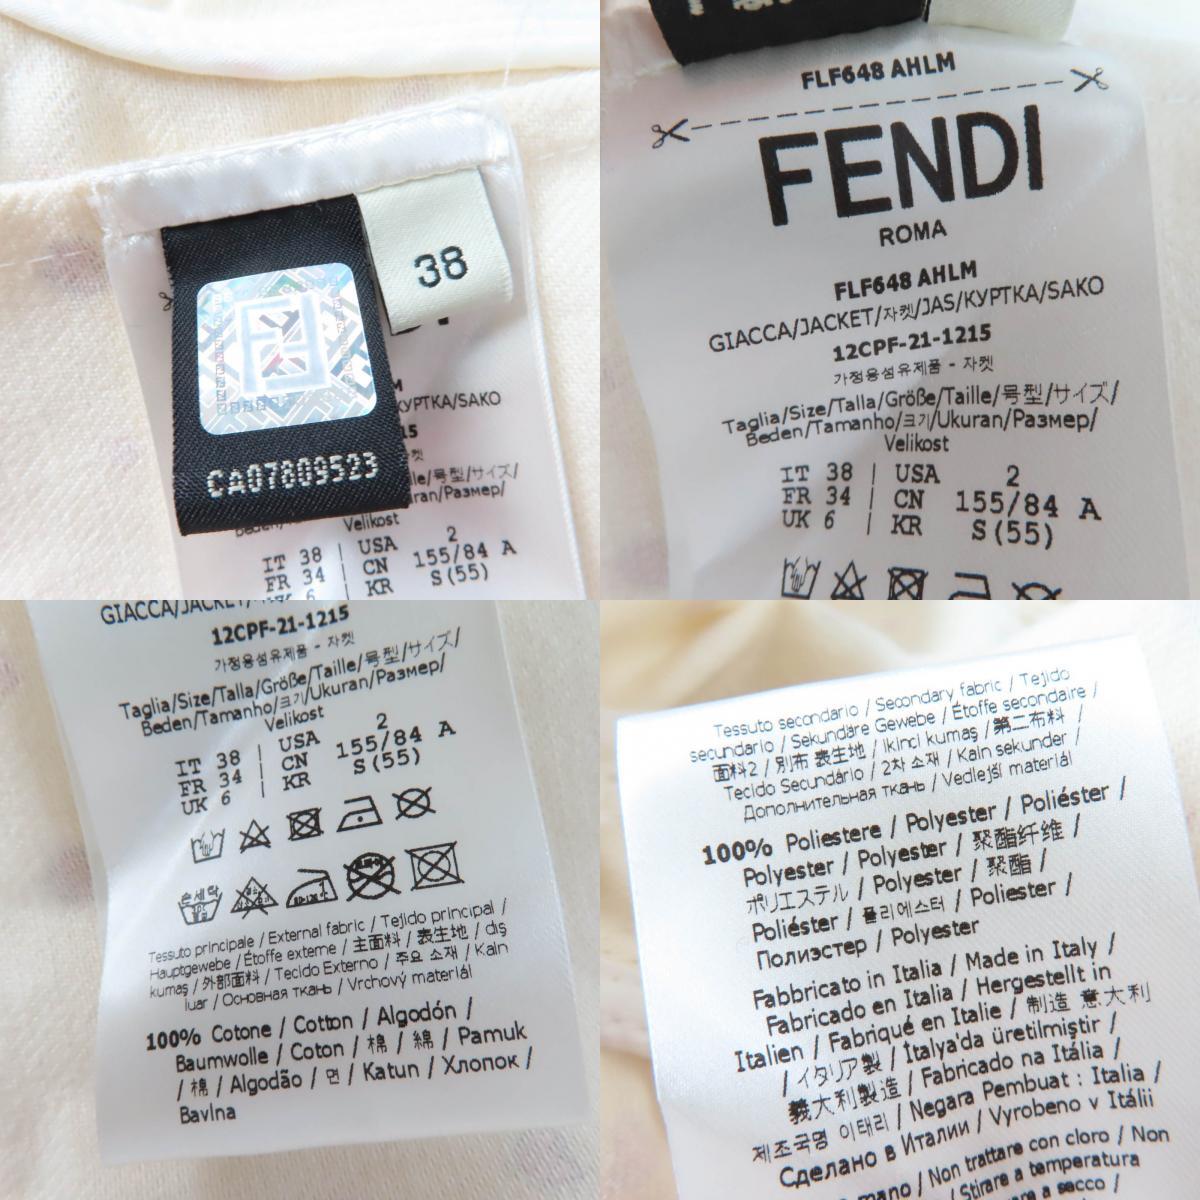 38
CA07809523
КУРТКА/SAKO
Velikost
IT 38 | USA 2
FR 34 | CN 155/84 A
6 | KR S(55)
FLF648 AHLM
FENDI
ROMA
FLF648 AHLM
GIACCA/JACKET/자켓/JAS/КУРТКА/SAKO
12CPF-21-1215
가정용섬유제품 - 자켓
Taglia/Size/Talla/Größe/Taille/号型/サイズ/
Beden/Tamanho/크기/Ukuran/Размер/
Velikost
IT 38 | USA 2
FR 34 | CN 155/84 A
UK 6 | KR S(55)
12CPF-21-1215
가정용섬유제품 - 자켓
Taglia/Size/Talla/Größe/Taille/号型/サイズ/
Beden/Tamanho/크기/Ukuran/Размер/
Velikost
IT 38 | USA 2
FR 34 | CN 155/84 A
UK 6 | KR S(55)
손세탁
Tessuto principale / External fabric / Tejido principal /
Hauptgewebe / Étoffe externe / 主面料 / 表生地 / dış
kumaş / 外部面料 / Tecido Externo / 주요 소재 / Kain
luar / Основная ткань / Vrchový materiál
100% Cotone / Cotton / Algodón /
Baumwolle / Coton / 棉 / 綿 / Pamuk
/ 棉 / Algodão / 면 / Katun / Хлопок /
Bavlna
Tessuto secondario / Secondary fabric / Tejido
secundario / Sekundäre Gewebe / Étoffe secondaire /
面料2 / 別布 表生地 / Ikinci kumaş / 第二布料 /
Tecido Secundário / 2차 소재 / Kain sekunder /
Дополнительная ткань / Vedlejší materiál
100% Poliestere / Polyester / Poliéster /
Polyester / Polyester / 聚酯纤维 /
ポリエステル / Polyester / 聚酯 /
Poliéster / 폴리에스터 / Poliester /
Полиэстер / Polyester
Fabbricato in Italia / Made in Italy /
Fabricado en Italia / Hergestellt in
Italien / Fabriqué en Italie / 制造 意大利
/ イタリア製 / İtalya'da üretilmiştir /
義大利製造 / Fabricado na Itália /
제조국명 이태리 / Negara Pembuat : Italia /
Сделано в Италии / Vyrobeno v Itálii
mano / Non trattare con cloro / Non
/ Stirare a temperatura
a secco /